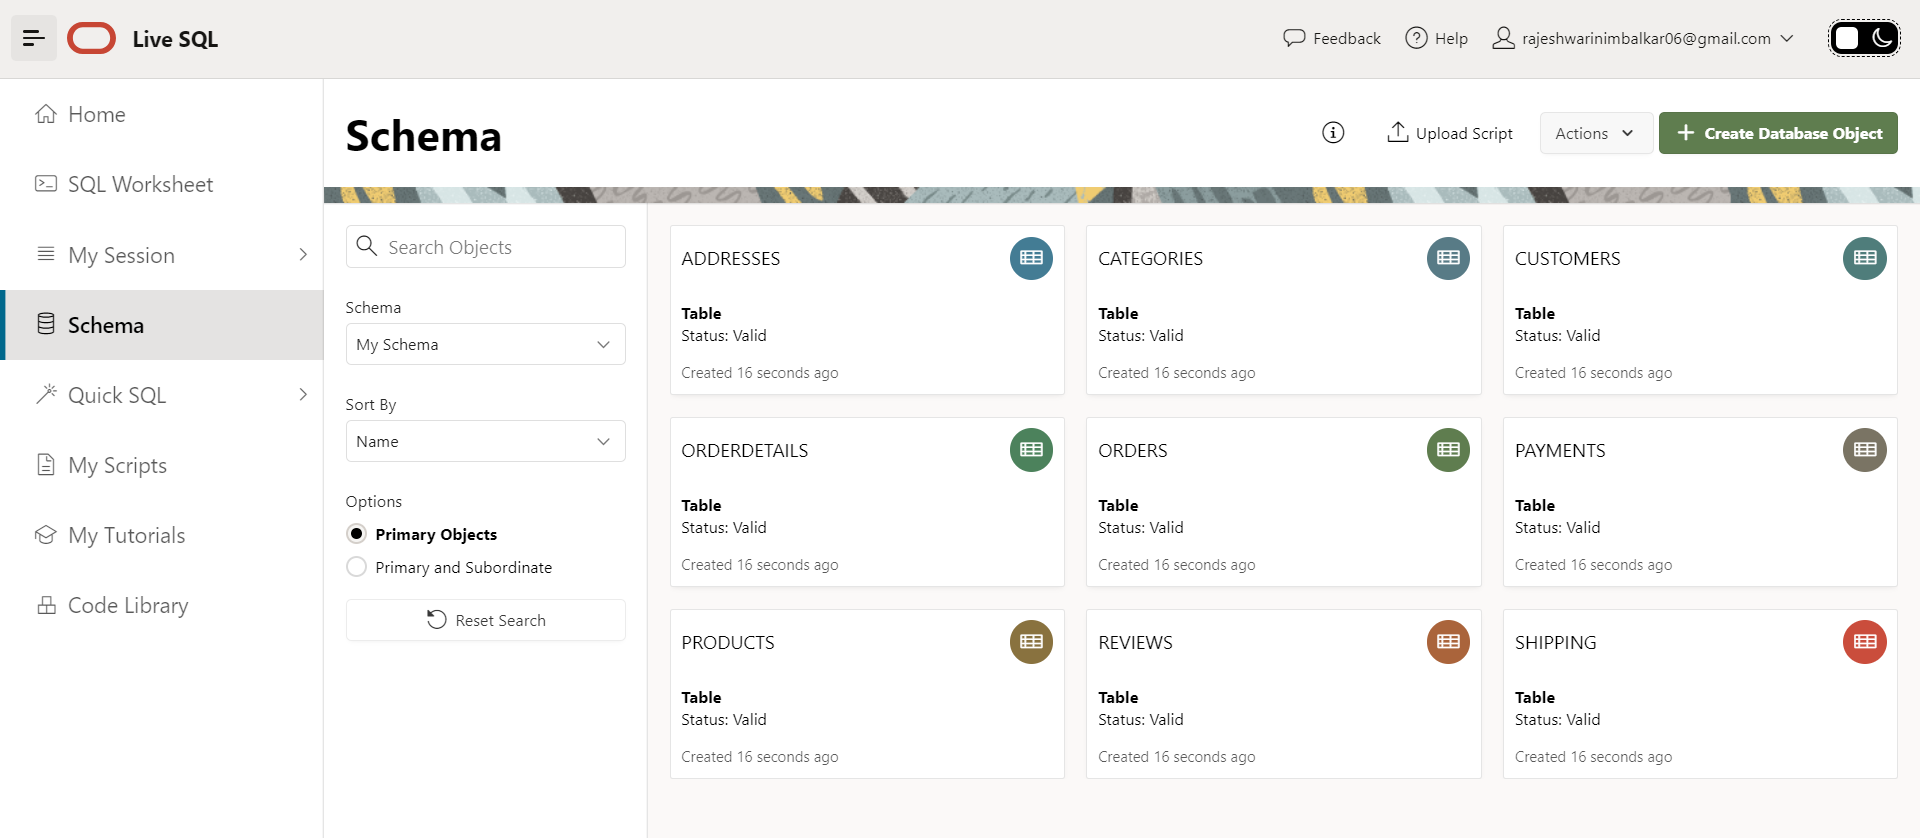 Live SQL
Feedback
Help
rajeshwarinimbalkar06@gmail.com
Home
SQL Worksheet
My Session
Schema
Quick SQL
My Scripts
My Tutorials
Code Library
Schema
Upload Script
Actions
Create Database Object
Search Objects
Schema
My Schema
Sort By
Name
Options
Primary Objects
Primary and Subordinate
Reset Search
ADDRESSES
Table
Status: Valid
Created 16 seconds ago
CATEGORIES
Table
Status: Valid
Created 16 seconds ago
CUSTOMERS
Table
Status: Valid
Created 16 seconds ago
ORDERDETAILS
Table
Status: Valid
Created 16 seconds ago
ORDERS
Table
Status: Valid
Created 16 seconds ago
PAYMENTS
Table
Status: Valid
Created 16 seconds ago
PRODUCTS
Table
Status: Valid
Created 16 seconds ago
REVIEWS
Table
Status: Valid
Created 16 seconds ago
SHIPPING
Table
Status: Valid
Created 16 seconds ago